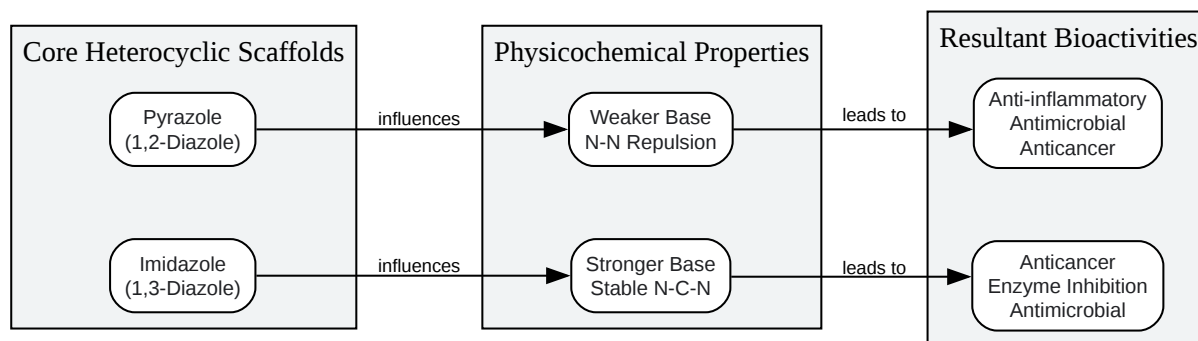 Core Heterocyclic Scaffolds
Pyrazole
(1,2-Diazole)
Imidazole
(1,3-Diazole)
influences
influences
Physicochemical Properties
Weaker Base
N-N Repulsion
Stronger Base
Stable N-C-N
leads to
leads to
Resultant Bioactivities
Anti-inflammatory
Antimicrobial
Anticancer
Anticancer
Enzyme Inhibition
Antimicrobial